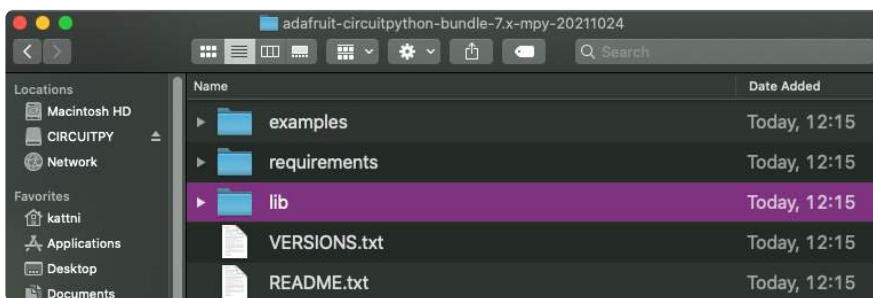 adafruit-circuitpython-bundle-7.x-mpy-20211024
Search
Locations
Macintosh HD
CIRCUITPY
Network
Favorites
kattni
Applications
Desktop
Documents
Name Date Added
examples Today, 12:15
requirements Today, 12:15
lib Today, 12:15
VERSIONS.txt Today, 12:15
README.txt Today, 12:15